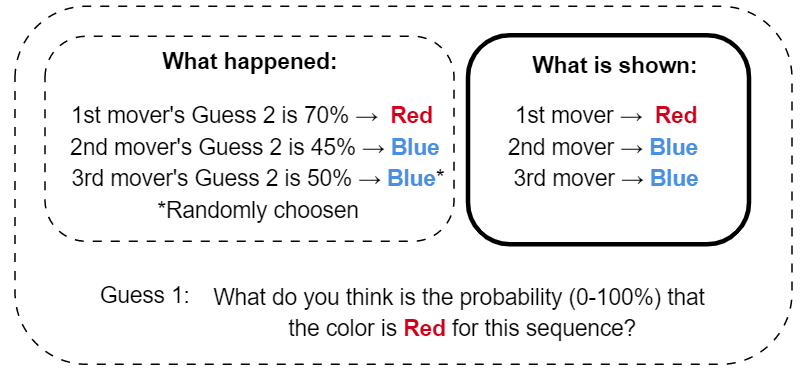 What happened:
1st mover's Guess 2 is 70% → Red
2nd mover's Guess 2 is 45% → Blue
3rd mover's Guess 2 is 50% → Blue*
*Randomly choosen
What is shown:
1st mover → Red
2nd mover → Blue
3rd mover → Blue
Guess 1: What do you think is the probability (0-100%) that
the color is Red for this sequence?